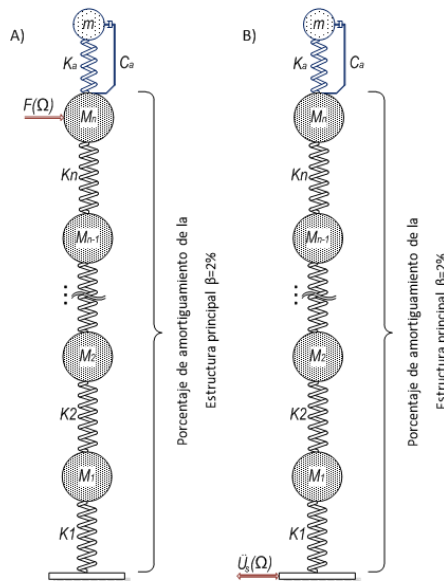 A)
m
Ka
Ca
F(Ω)
Mn
Kn
Mn-1
M2
K2
M1
K1
Porcentaje de amortiguamiento de la
Estructura principal β=2%
B)
m
Ka
Ca
Mn
Kn
Mn-1
M2
K2
M1
K1
Üs(Ω)
Porcentaje de amortiguamiento de la
Estructura principal β=2%